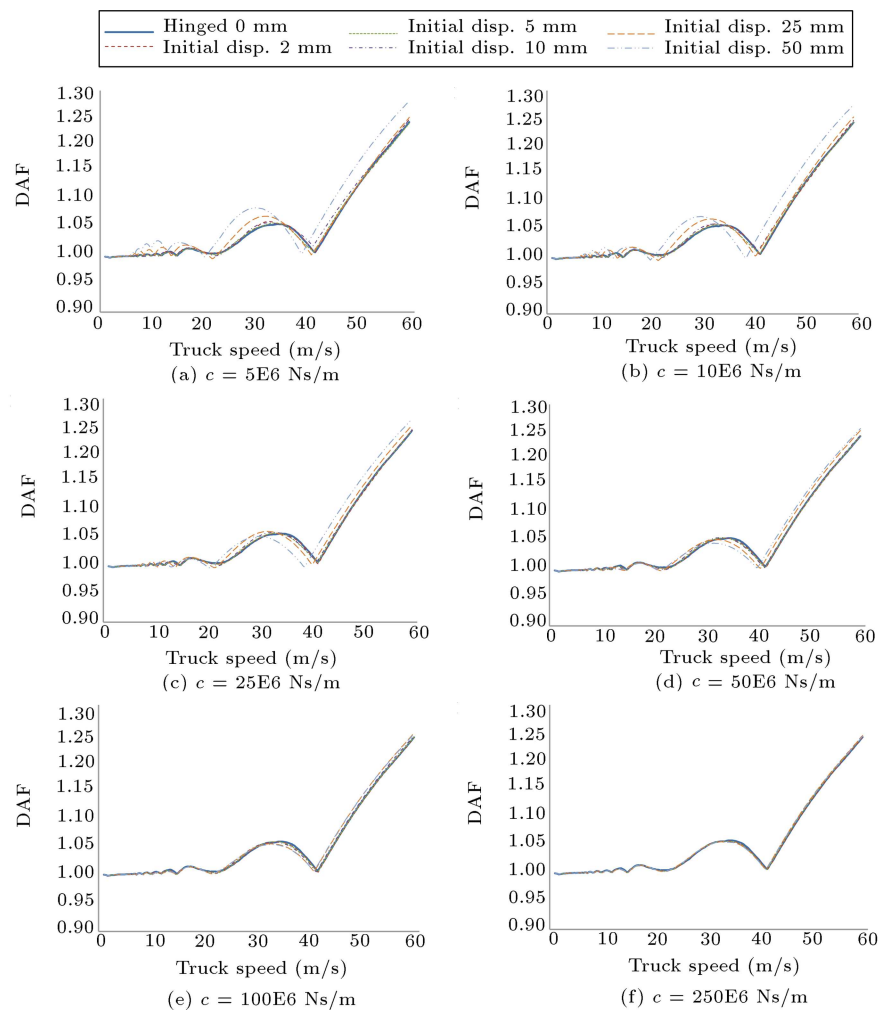 Hinged 0 mm
Initial disp. 2 mm
Initial disp. 5 mm
Initial disp. 10 mm
Initial disp. 25 mm
Initial disp. 50 mm
1.30
1.25
1.20
1.15
1.10
1.05
1.00
0.95
0.90
DAF
0 10 20 30 40 50 60
Truck speed (m/s)
(a) c = 5E6 Ns/m
1.30
1.25
1.20
1.15
1.10
1.05
1.00
0.95
0.90
DAF
0 10 20 30 40 50 60
Truck speed (m/s)
(b) c = 10E6 Ns/m
1.30
1.25
1.20
1.15
1.10
1.05
1.00
0.95
0.90
DAF
0 10 20 30 40 50 60
Truck speed (m/s)
(c) c = 25E6 Ns/m
1.30
1.25
1.20
1.15
1.10
1.05
1.00
0.95
0.90
DAF
0 10 20 30 40 50 60
Truck speed (m/s)
(d) c = 50E6 Ns/m
1.30
1.25
1.20
1.15
1.10
1.05
1.00
0.95
0.90
DAF
0 10 20 30 40 50 60
Truck speed (m/s)
(e) c = 100E6 Ns/m
1.30
1.25
1.20
1.15
1.10
1.05
1.00
0.95
0.90
DAF
0 10 20 30 40 50 60
Truck speed (m/s)
(f) c = 250E6 Ns/m